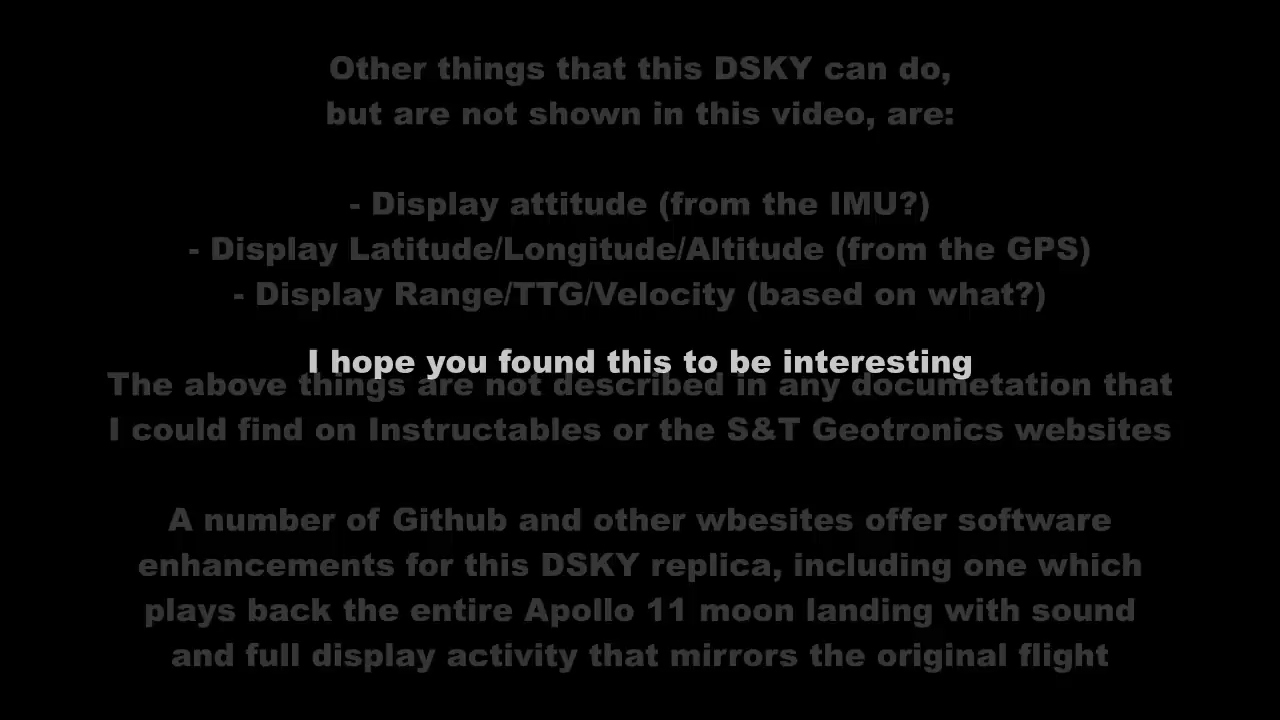 Other things that this DSKY can do,
but are not shown in this video, are:
- Display attitude (from the IMU?)
- Display Latitude/Longitude/Altitude (from the GPS)
- Display Range/TTG/Velocity (based on what?)
I hope you found this to be interesting
The above things are not described in any documetation that
I could find on Instructables or the S&T Geotronics websites
A number of Github and other wbesites offer software
enhancements for this DSKY replica, including one which
plays back the entire Apollo 11 moon landing with sound
and full display activity that mirrors the original flight